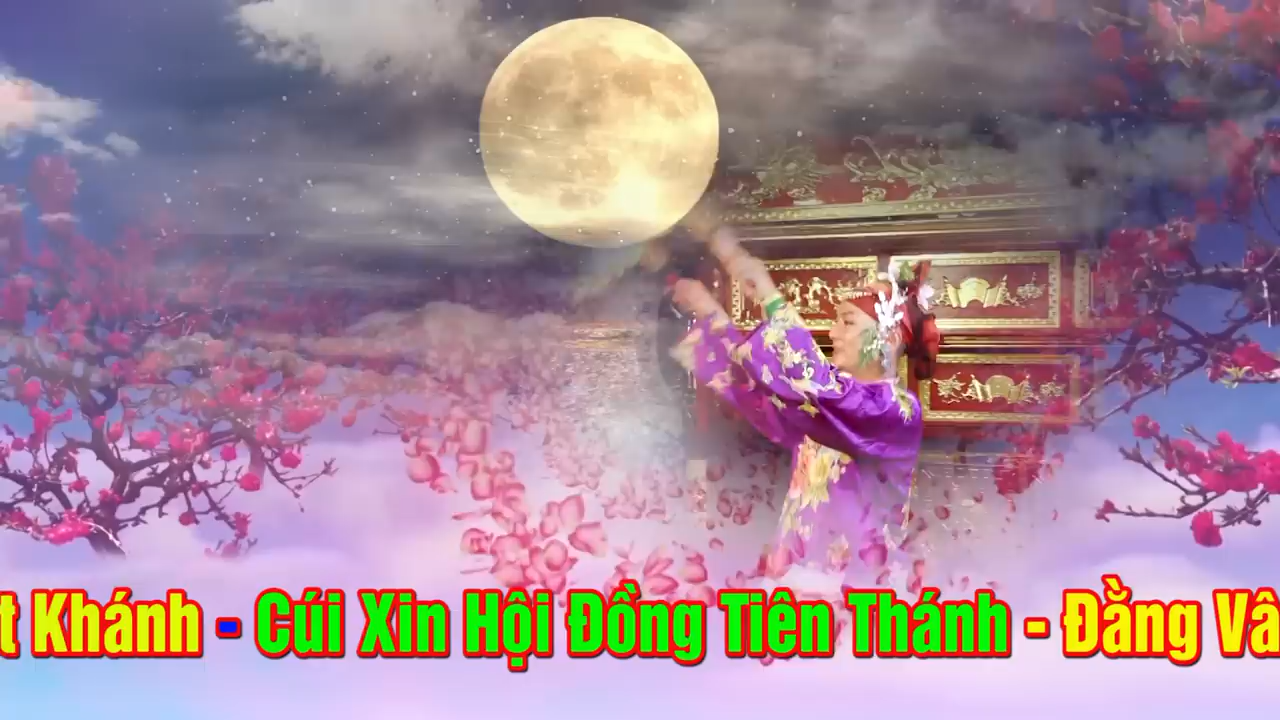 t Khánh - Cúi Xin Hội Đồng Tiên Thánh - Đằng Vâ